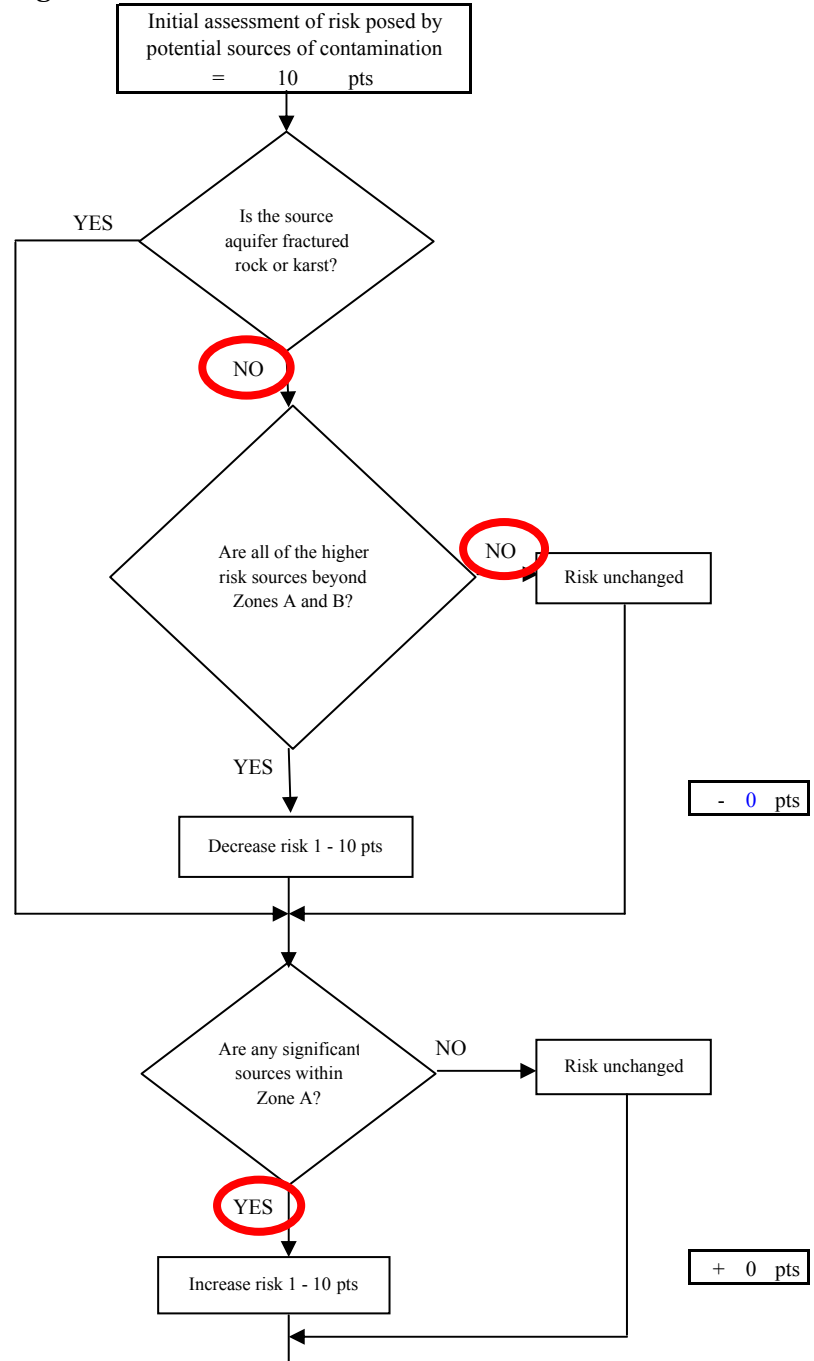 Initial assessment of risk posed by
potential sources of contamination
= 10 pts
YES
Is the source
aquifer fractured
rock or karst?
NO
Are all of the higher
risk sources beyond
Zones A and B?
NO
Risk unchanged
YES
- 0 pts
Decrease risk 1 - 10 pts
Are any significant
sources within
Zone A?
NO
Risk unchanged
YES
Increase risk 1 - 10 pts
+ 0 pts